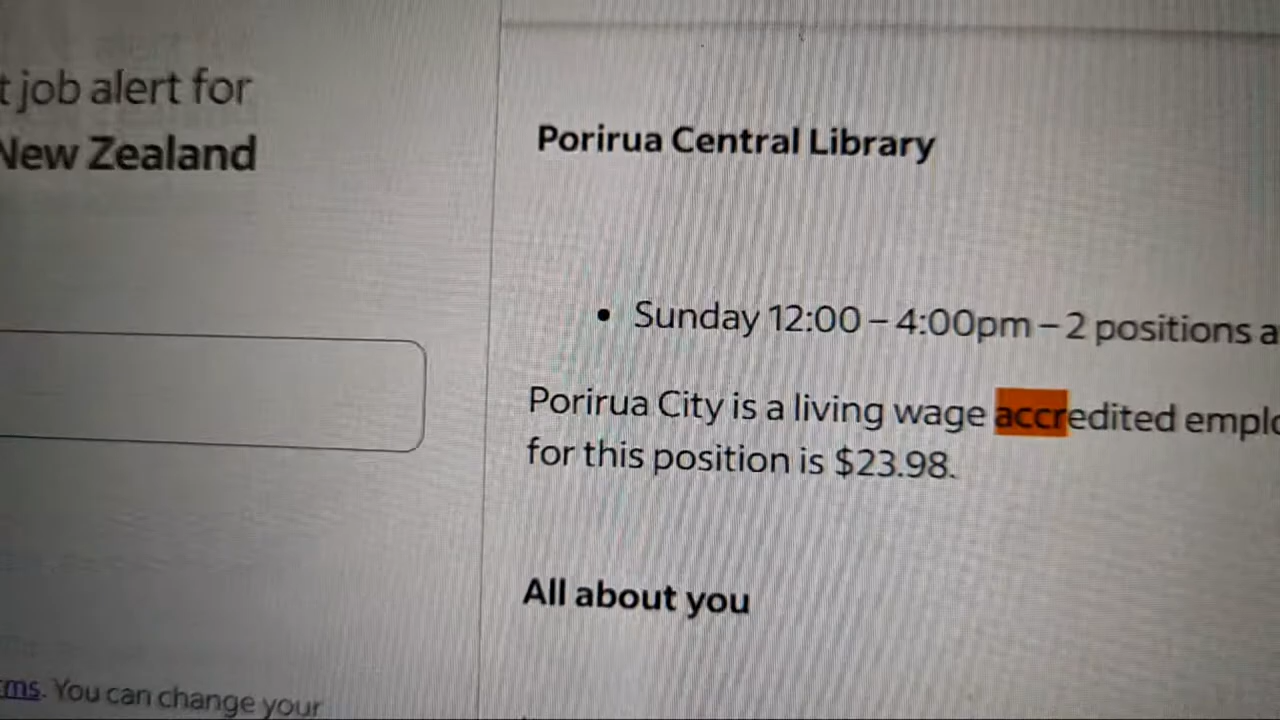 t job alert for
New Zealand
Porirua Central Library
• Sunday 12:00 – 4:00pm – 2 positions a
Porirua City is a living wage accredited emplo
for this position is $23.98.
All about you
ms. You can change your